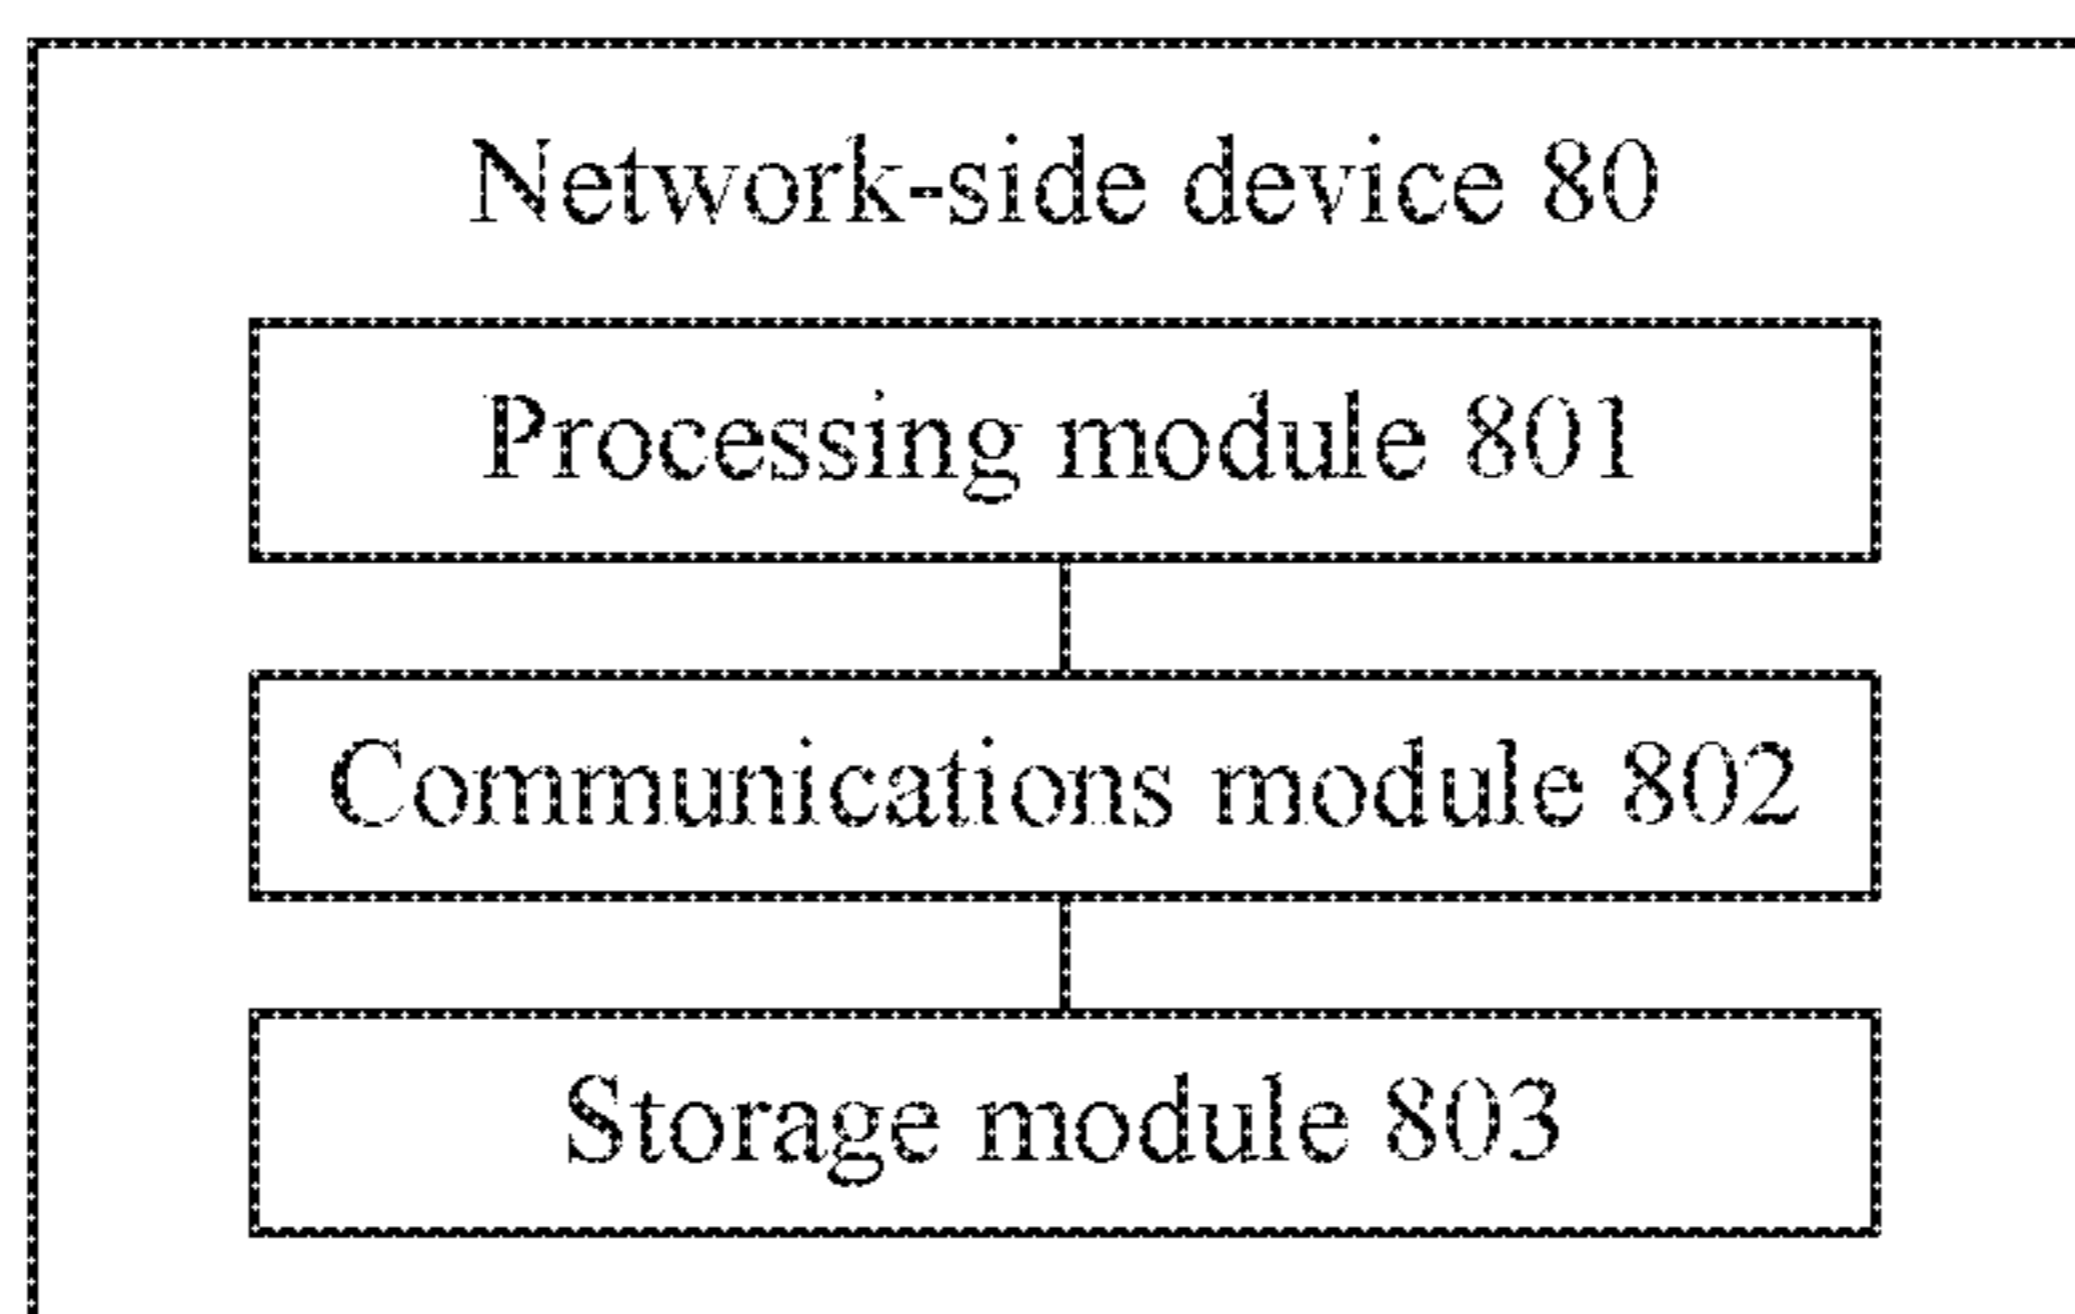 Network-side device 80
Processing module 801
Communications module 802
Storage module 803